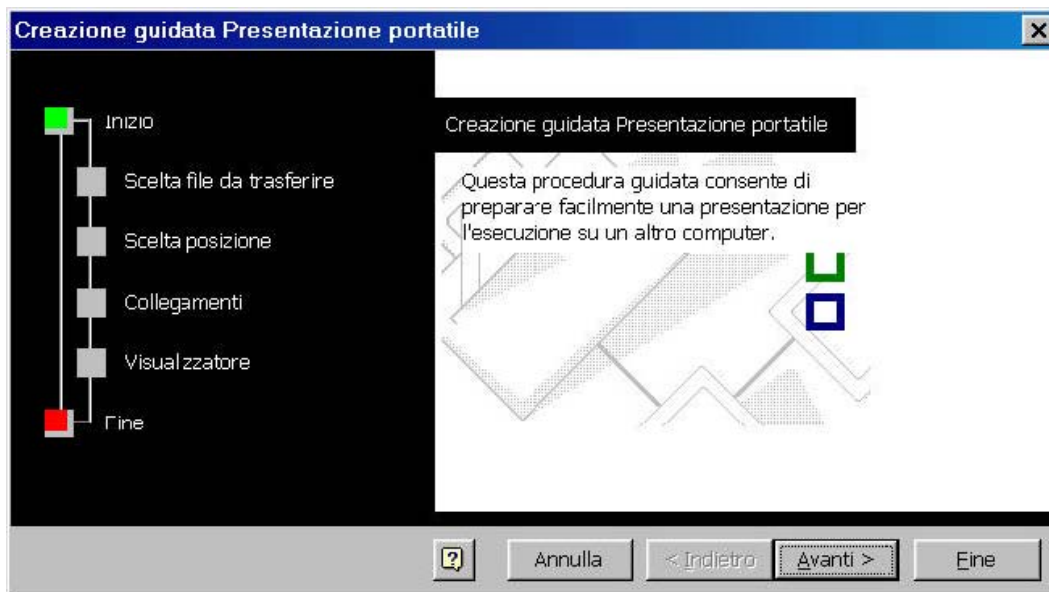 Creazione guidata Presentazione portatile
Inizio
Scelta file da trasferire
Scelta posizione
Collegamenti
Visualizzatore
Fine
Creazione guidata Presentazione portatile
Questa procedura guidata consente di
preparare facilmente una presentazione per
l'esecuzione su un altro computer.
Annulla
< Indietro
Avanti >
Fine